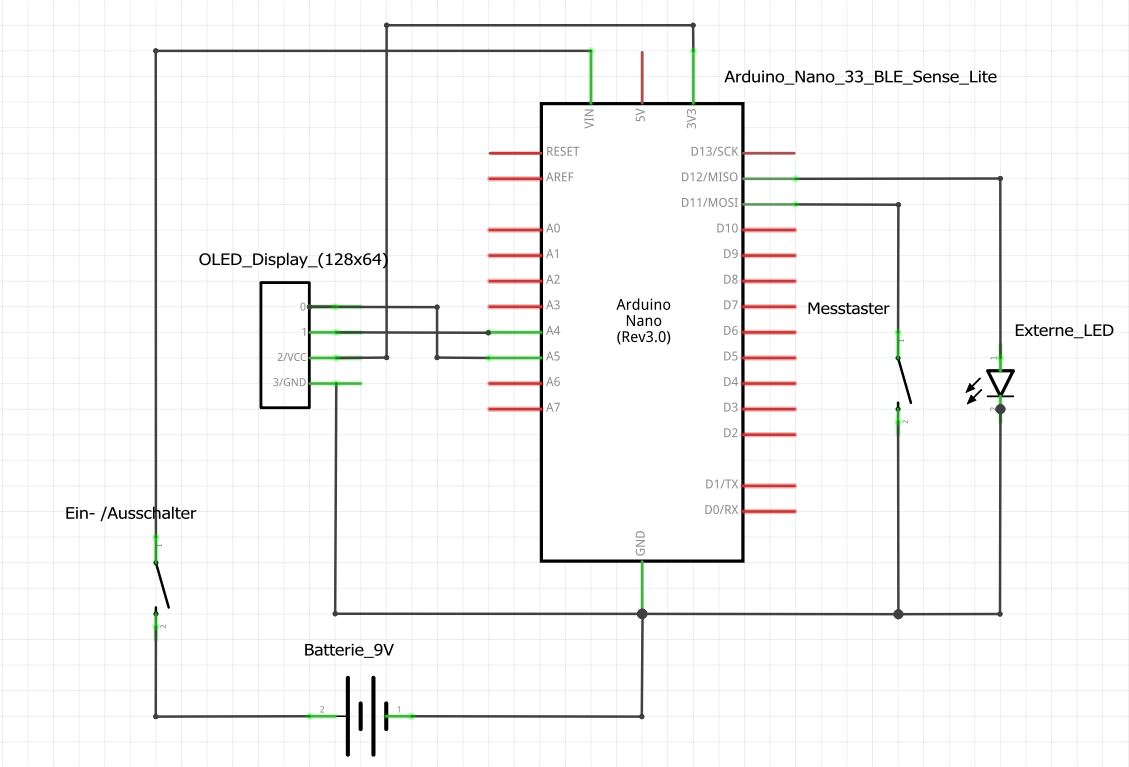 Arduino_Nano_33_BLE_Sense_Lite
VIN
5V
3V3
RESET
D13/SCK
AREF
D12/MISO
D11/MOSI
A0
D10
A1
D9
OLED_Display_(128x64)
A2
D8
0
A3
Arduino
Nano
(Rev3.0)
D7
Messtaster
1
A4
D6
1
Externe_LED
2/VCC
A5
D5
1
3/GND
A6
D4
A7
D3
2
2
D2
D1/TX
D0/RX
Ein- /Ausschalter
GND
1
2
Batterie_9V
2
1